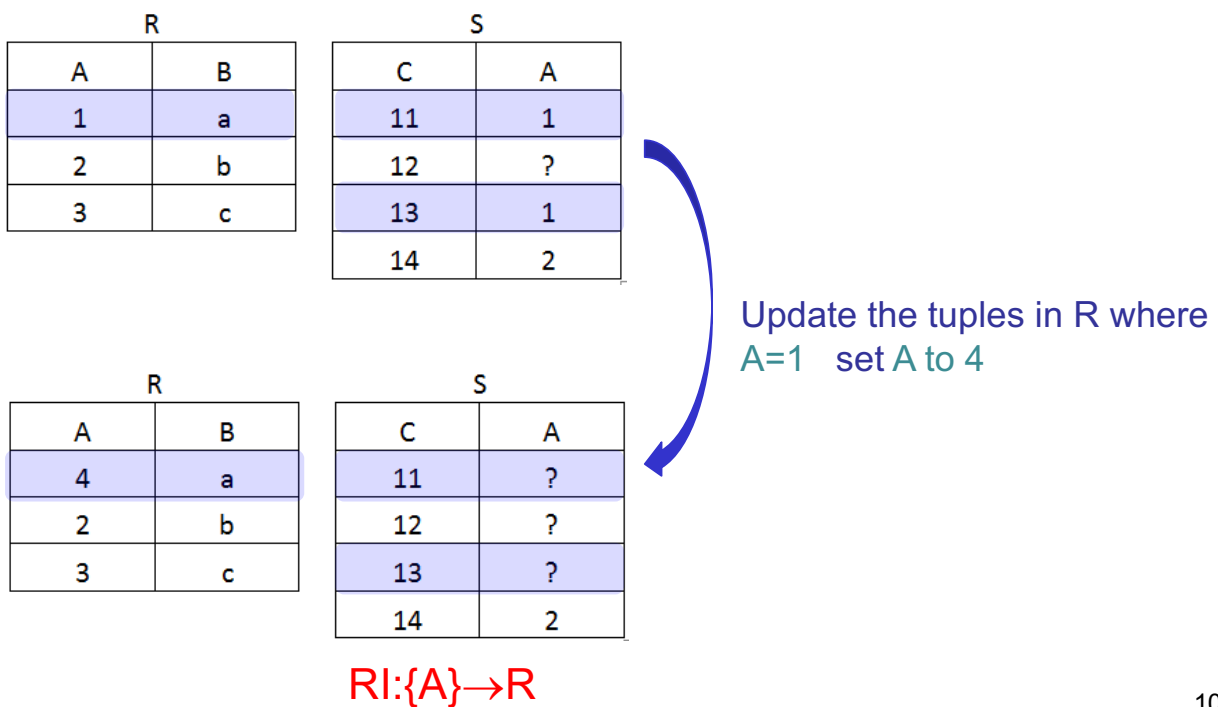 R S
A B C A
1 a 11 1
2 b 12 ?
3 c 13 1
14 2
Update the tuples in R where
A=1 set A to 4
R S
A B C A
4 a 11 ?
2 b 12 ?
3 c 13 ?
14 2
RI:{A}→R
10